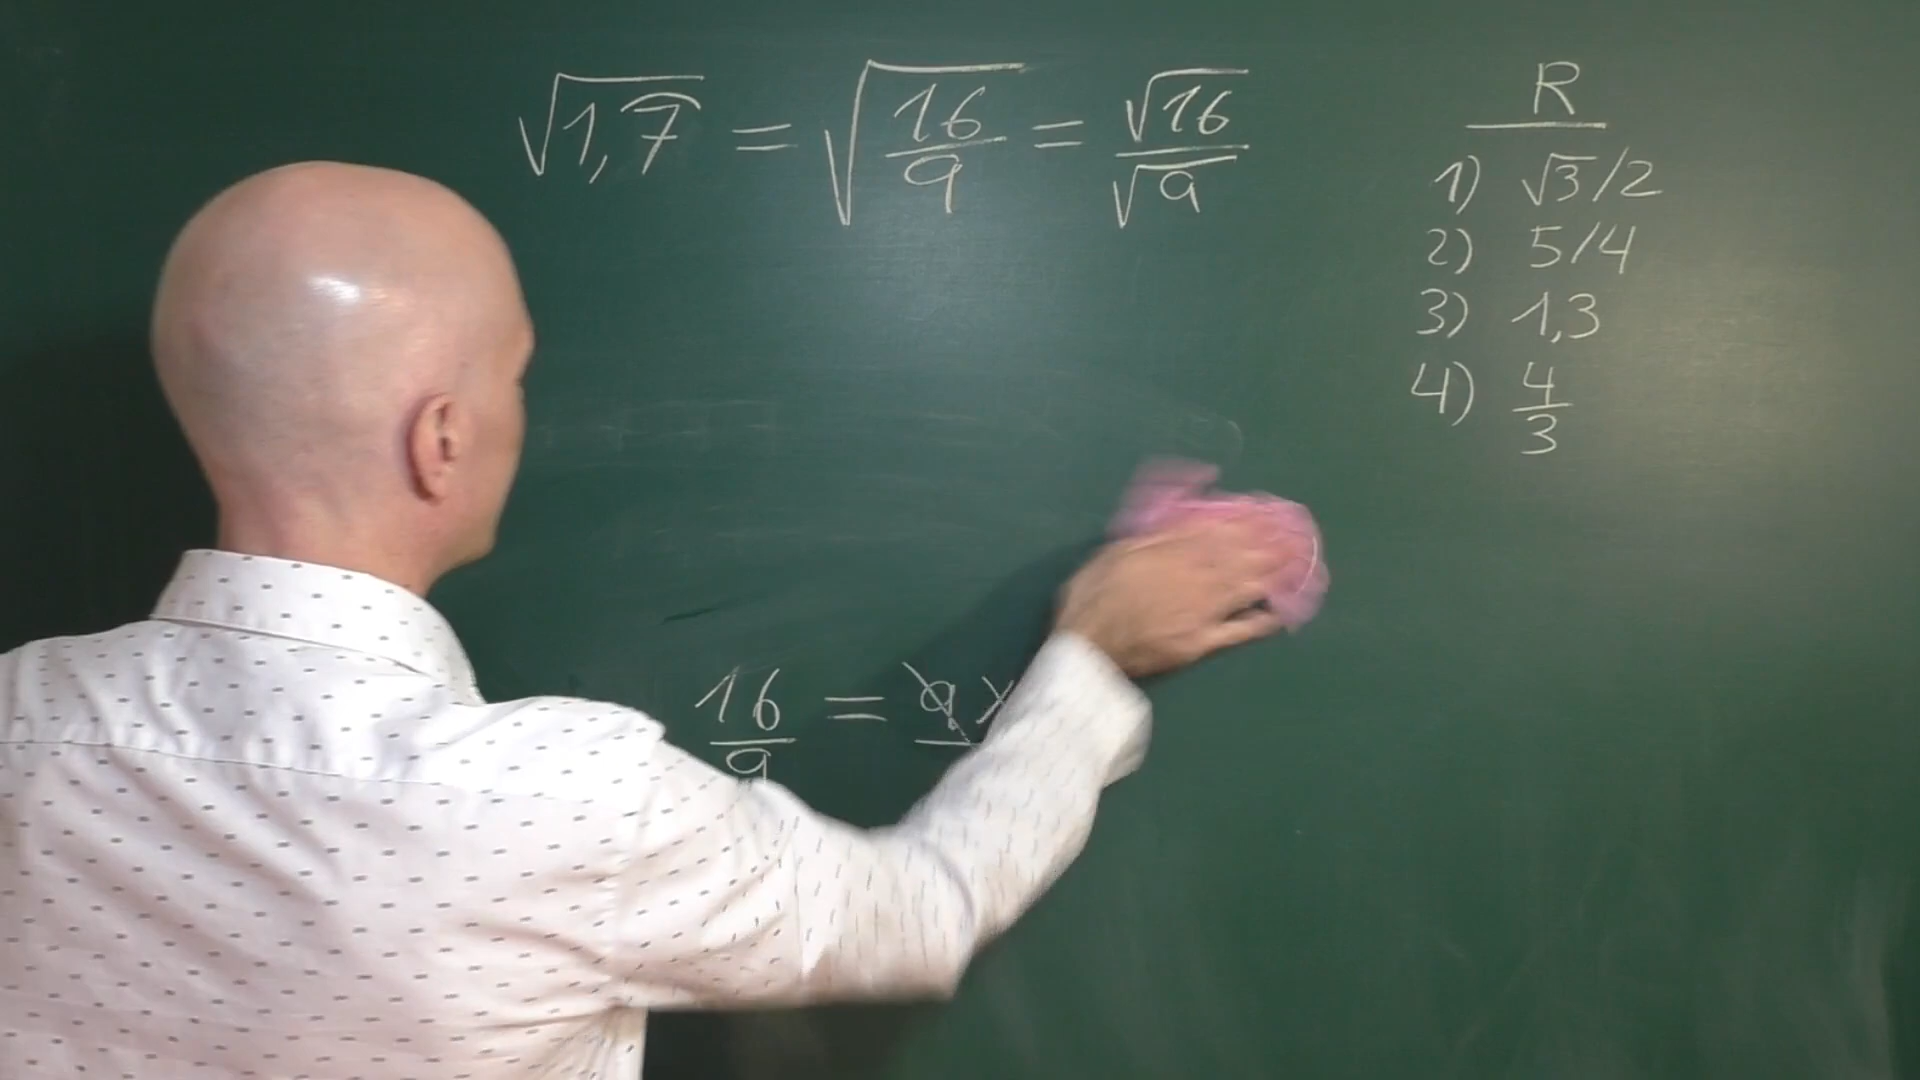 √1,7̑ = √(16/9) = √16/√9
R
1) √3/2
2) 5/4
3) 1,3
4) 4/3
16/9 = 9x